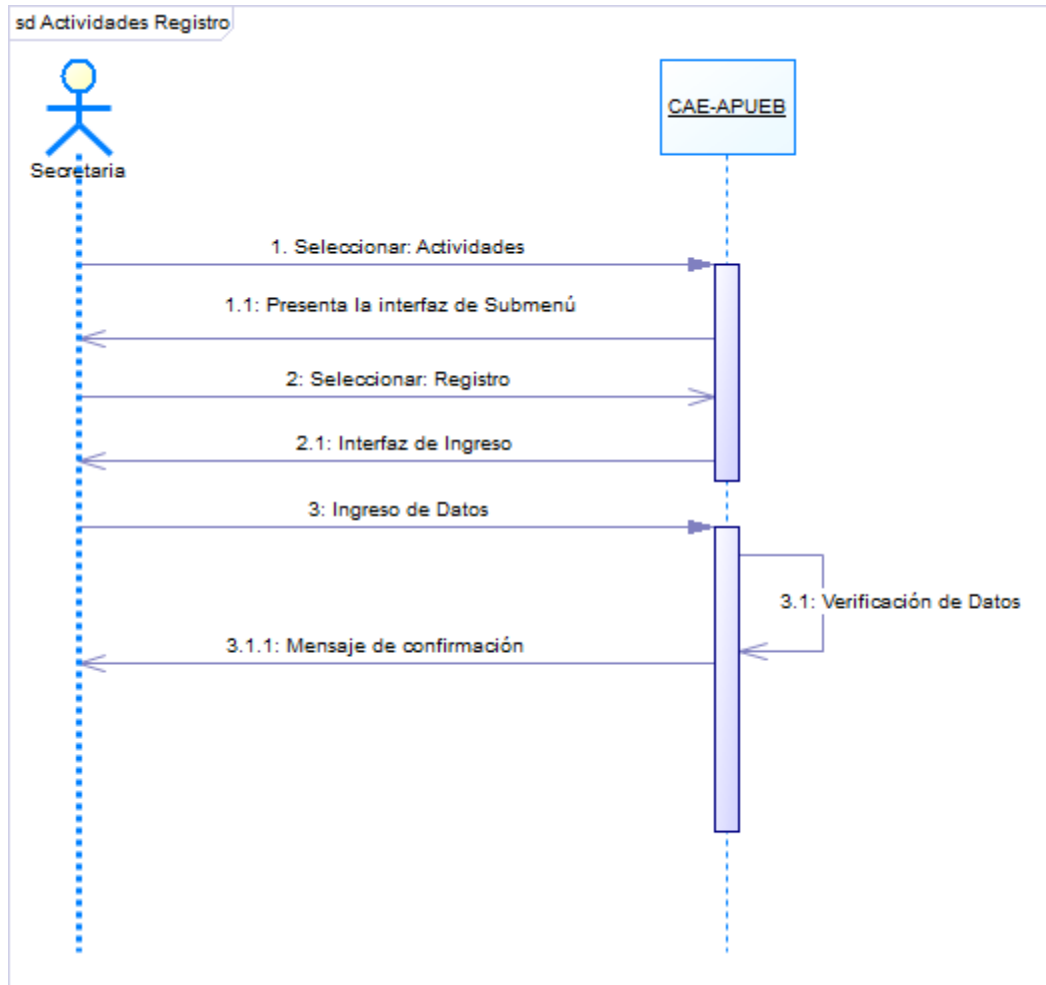 sd Actividades Registro
CAE-APUEB
Secretaria
1. Seleccionar: Actividades
1.1: Presenta la interfaz de Submenú
2: Seleccionar: Registro
2.1: Interfaz de Ingreso
3: Ingreso de Datos
3.1: Verificación de Datos
3.1.1: Mensaje de confirmación